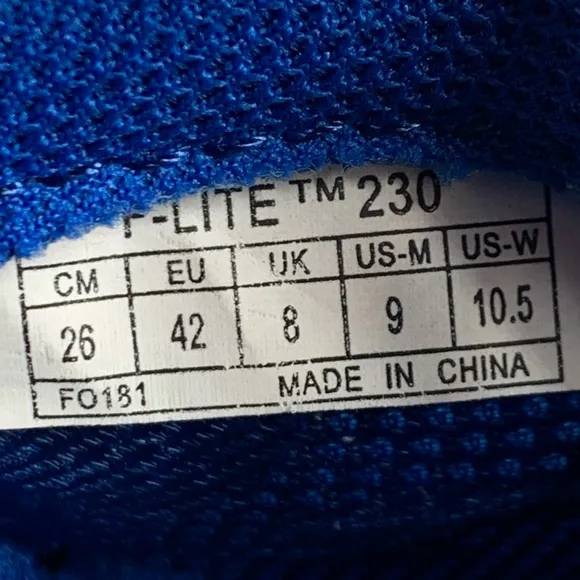 F-LITE™ 230
CM EU UK US-M US-W
26 42 8 9 10.5
FO181 MADE IN CHINA